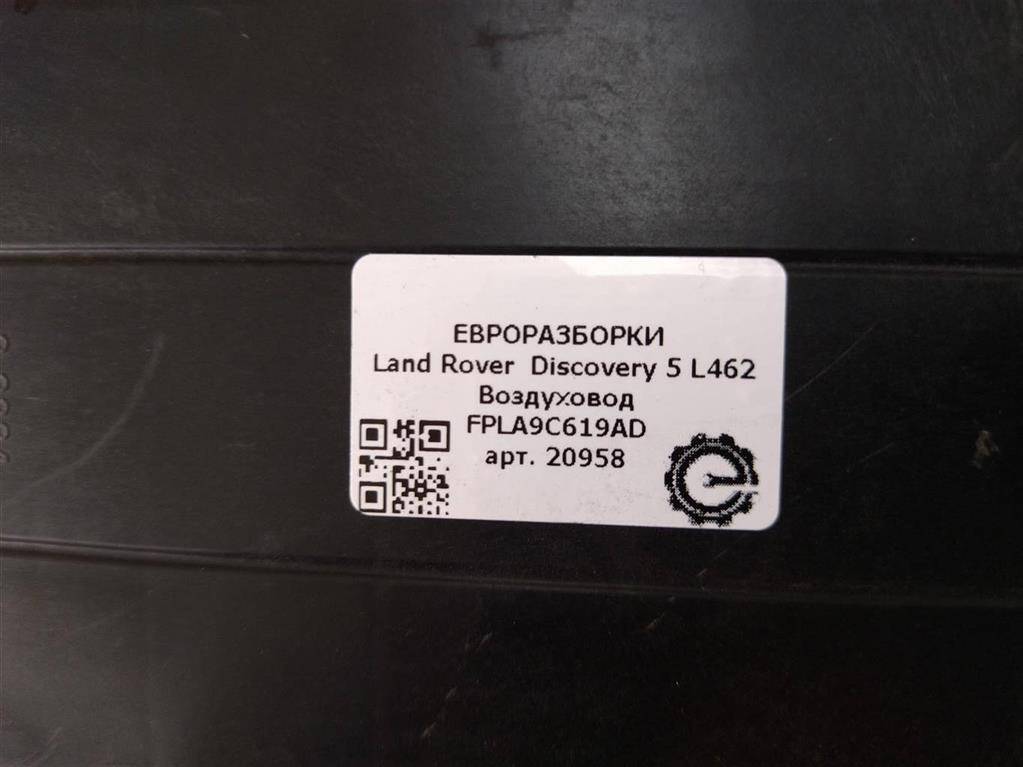 ЕВРОРАЗБОРКИ
Land Rover Discovery 5 L462
Воздуховод
FPLA9C619AD
арт. 20958